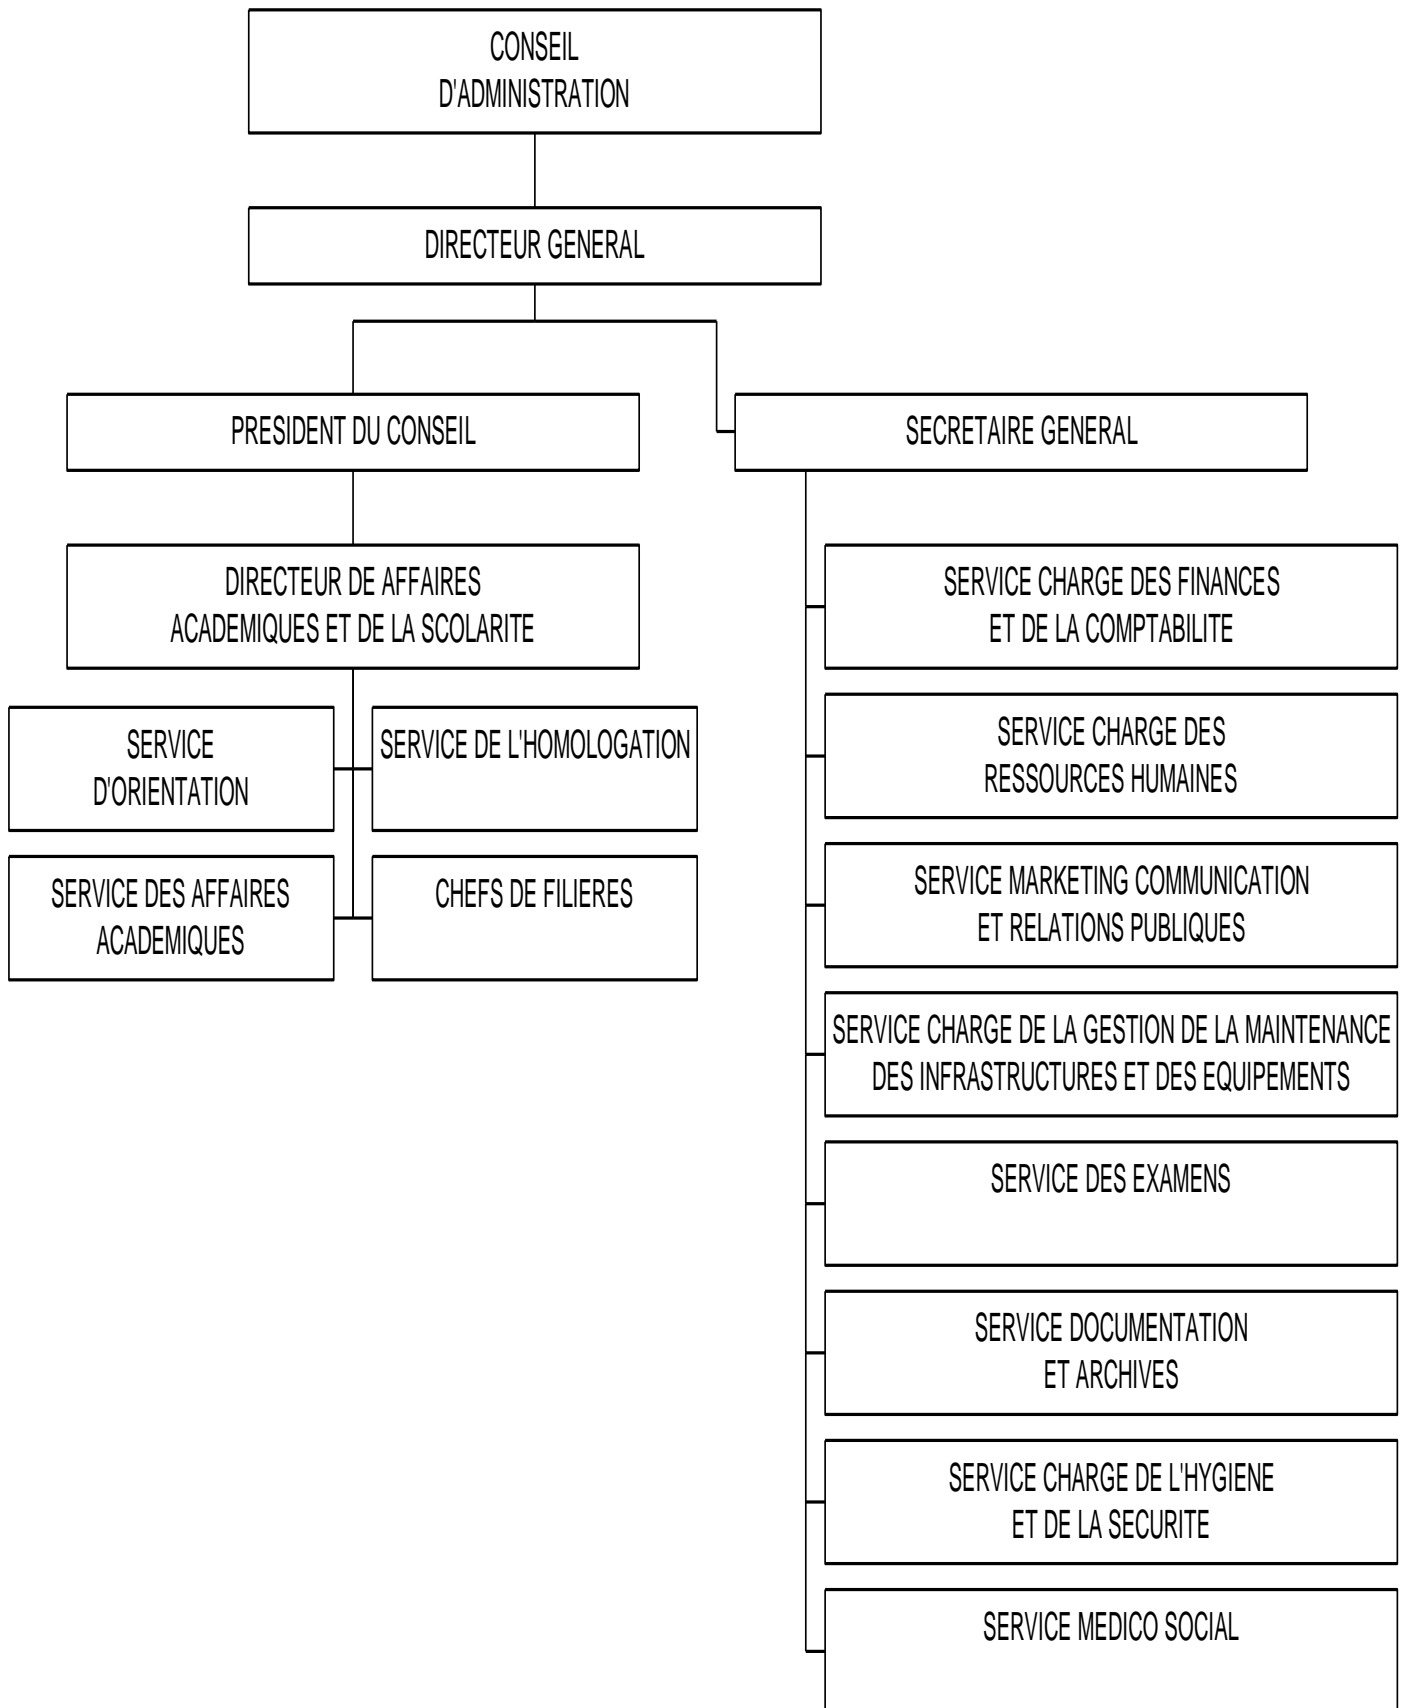 CONSEIL
D'ADMINISTRATION
DIRECTEUR GENERAL
PRESIDENT DU CONSEIL
SECRETAIRE GENERAL
DIRECTEUR DE AFFAIRES
ACADEMIQUES ET DE LA SCOLARITE
SERVICE
D'ORIENTATION
SERVICE DE L'HOMOLOGATION
SERVICE DES AFFAIRES
ACADEMIQUES
CHEFS DE FILIERES
SERVICE CHARGE DES FINANCES
ET DE LA COMPTABILITE
SERVICE CHARGE DES
RESSOURCES HUMAINES
SERVICE MARKETING COMMUNICATION
ET RELATIONS PUBLIQUES
SERVICE CHARGE DE LA GESTION DE LA MAINTENANCE
DES INFRASTRUCTURES ET DES EQUIPEMENTS
SERVICE DES EXAMENS
SERVICE DOCUMENTATION
ET ARCHIVES
SERVICE CHARGE DE L'HYGIENE
ET DE LA SECURITE
SERVICE MEDICO SOCIAL